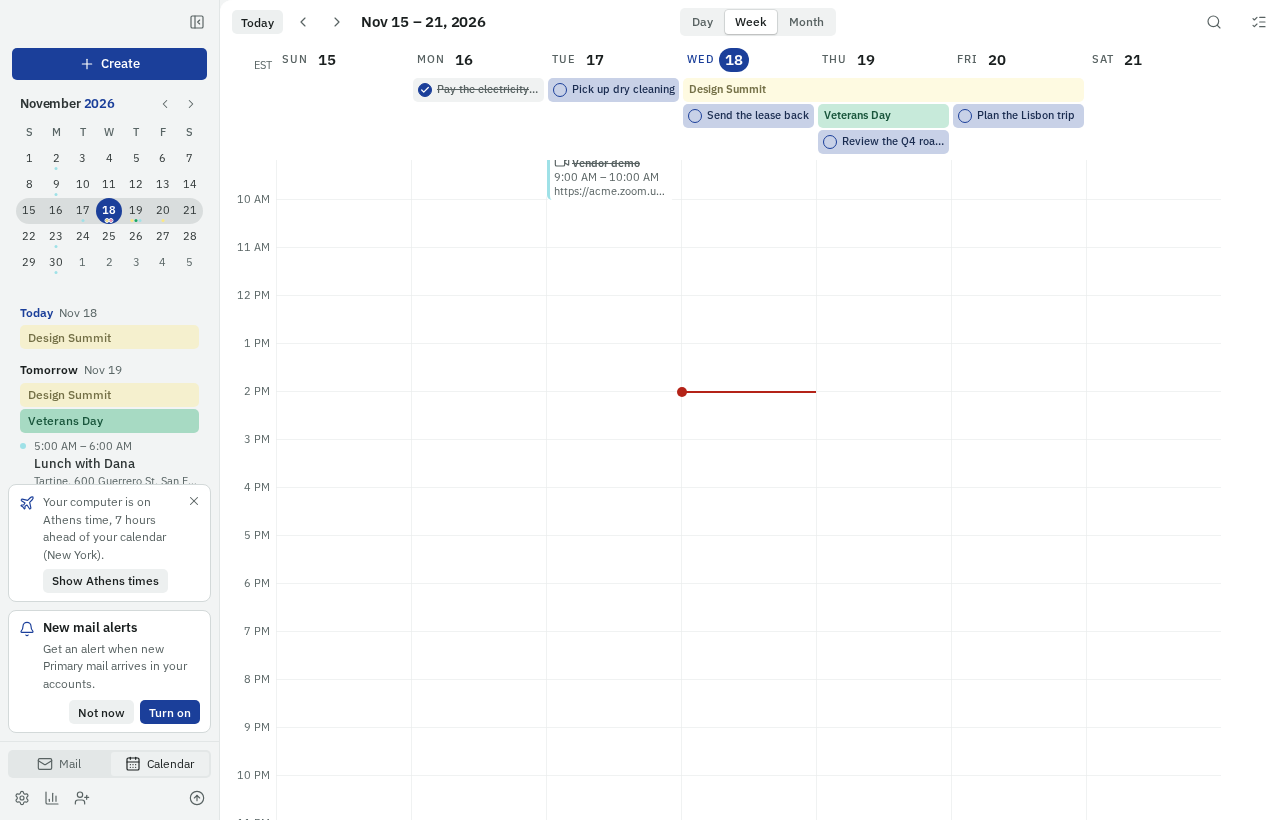 Create
November 2026
S M T W T F S
1 2 3 4 5 6 7
8 9 10 11 12 13 14
15 16 17 18 19 20 21
22 23 24 25 26 27 28
29 30 1 2 3 4 5
Today Nov 18
Design Summit
Tomorrow Nov 19
Design Summit
Veterans Day
5:00 AM – 6:00 AM
Lunch with Dana
Tartine, 600 Guerrero St, San F...
Your computer is on
Athens time, 7 hours
ahead of your calendar
(New York).
Show Athens times
New mail alerts
Get an alert when new
Primary mail arrives in your
accounts.
Not now Turn on
Mail Calendar
Today Nov 15 – 21, 2026 Day Week Month
EST SUN 15 MON 16 TUE 17 WED 18 THU 19 FRI 20 SAT 21
Pay the electricity... Pick up dry cleaning Design Summit
Send the lease back Veterans Day Plan the Lisbon trip
Review the Q4 roa...
Vendor demo
9:00 AM – 10:00 AM
https://acme.zoom.u...
10 AM
11 AM
12 PM
1 PM
2 PM
3 PM
4 PM
5 PM
6 PM
7 PM
8 PM
9 PM
10 PM